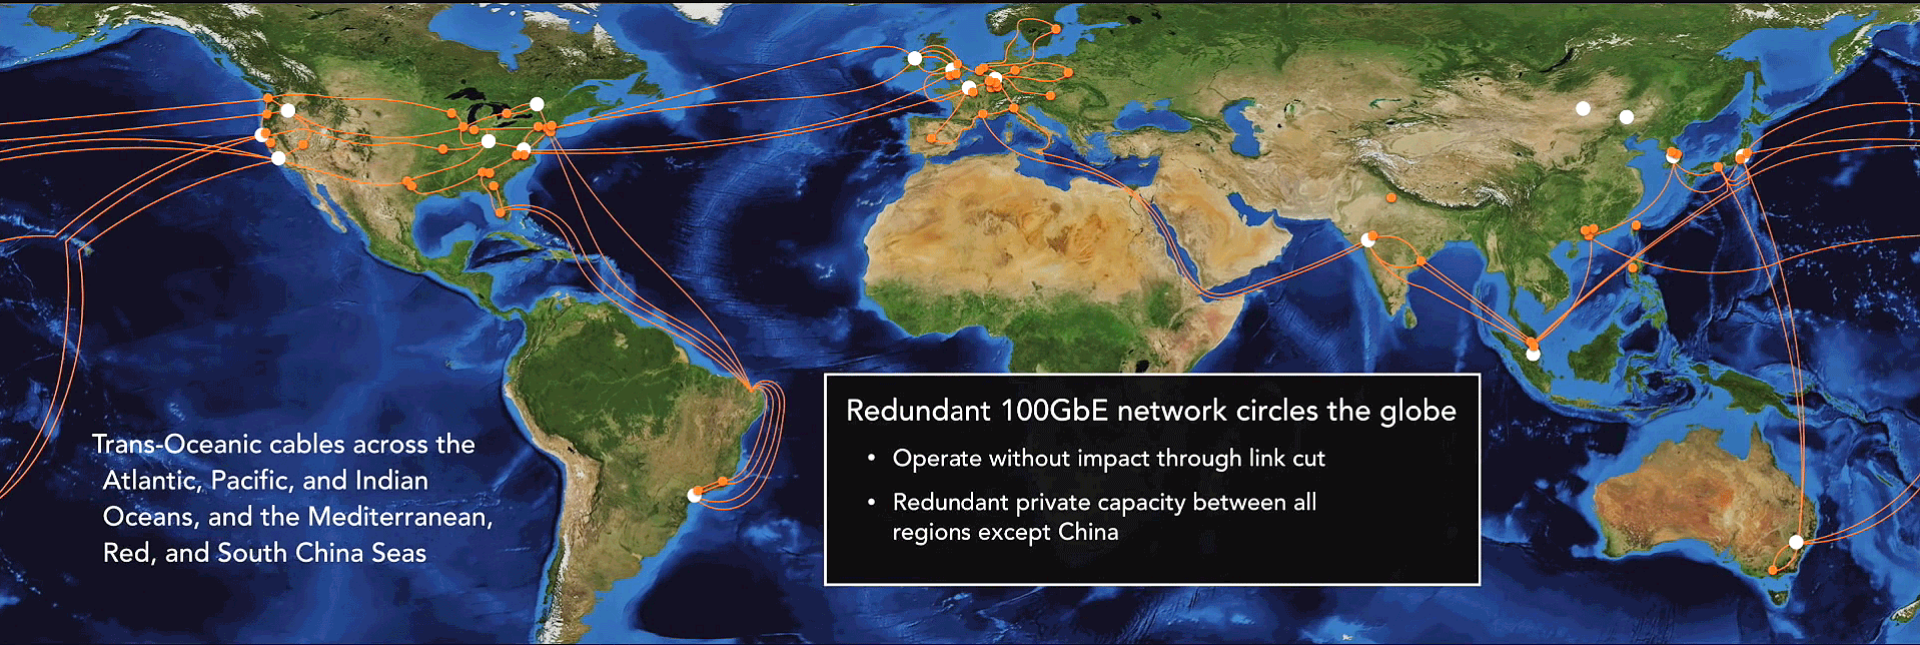 Trans-Oceanic cables across the
Atlantic, Pacific, and Indian
Oceans, and the Mediterranean,
Red, and South China Seas
Redundant 100GbE network circles the globe
• Operate without impact through link cut
• Redundant private capacity between all
regions except China